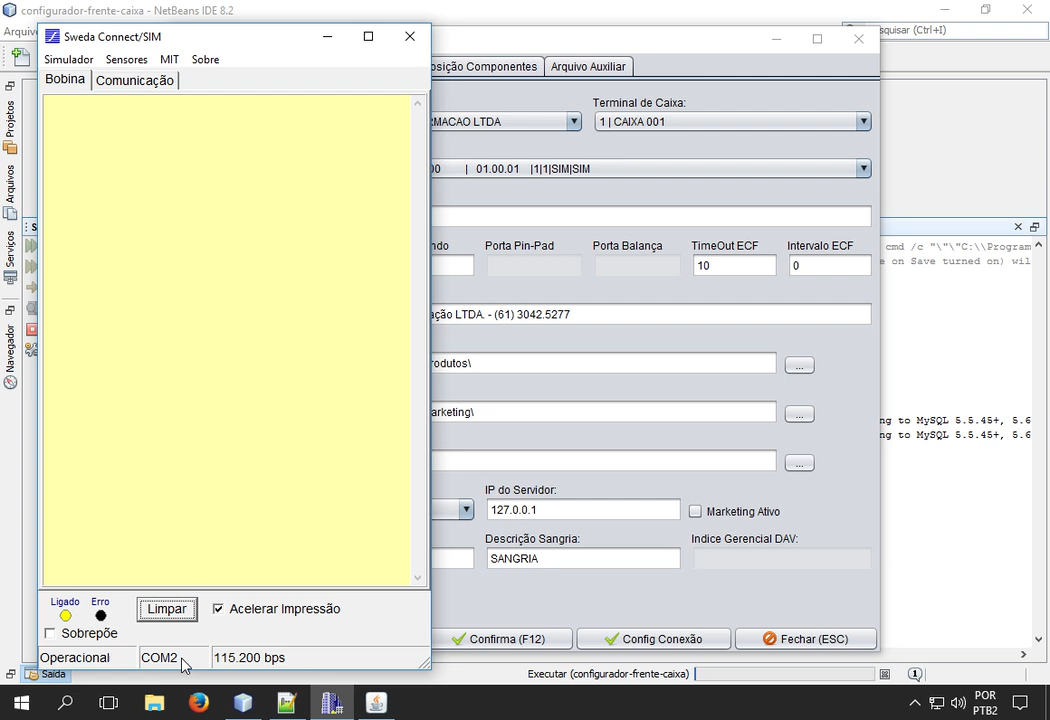 configurador-frente-caixa - NetBeans IDE 8.2
Arquiv
squisar (Ctrl+I)
Sweda Connect/SIM
Simulador Sensores MIT Sobre
Bobina Comunicação
osição Componentes Arquivo Auxiliar
Terminal de Caixa:
RMACAO LTDA 1 | CAIXA 001
00 | 01.00.01 |1|1|SIM|SIM
ndo Porta Pin-Pad Porta Balança TimeOut ECF Intervalo ECF
10 0
ação LTDA. - (61) 3042.5277
rodutos\ ...
arketing\ ...
...
IP do Servidor:
127.0.0.1 Marketing Ativo
Descrição Sangria: Indice Gerencial DAV:
SANGRIA
Confirma (F12) Config Conexão Fechar (ESC)
Projetos
Arquivos
Serviços
Navegador
S
cmd /c "\"\"C:\\Program
e on Save turned on) wil
ng to MySQL 5.5.45+, 5.6
ng to MySQL 5.5.45+, 5.6
Ligado Erro
Limpar Acelerar Impressão
Sobrepõe
Operacional COM2 115.200 bps
Saída Executar (configurador-frente-caixa) 1
POR
PTB2